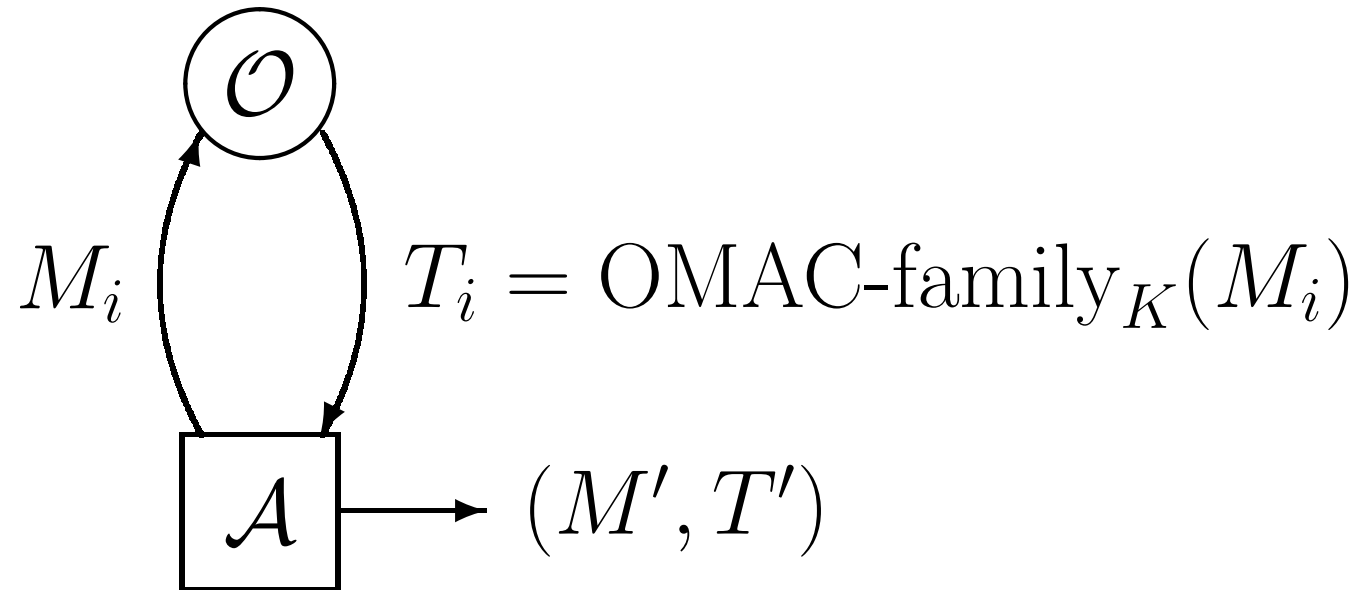 𝒪
M_i
T_i = OMAC-family_K(M_i)
𝒜
(M′, T′)